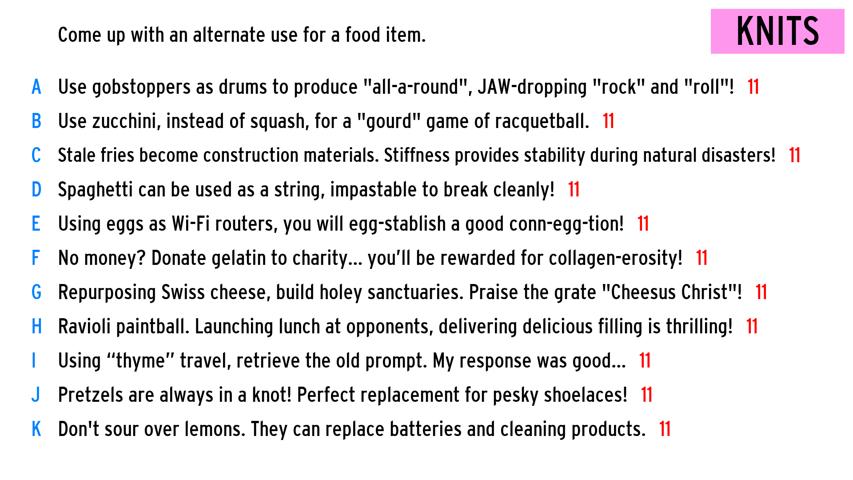 Come up with an alternate use for a food item.
KNITS
A Use gobstoppers as drums to produce "all-a-round", JAW-dropping "rock" and "roll"! 11
B Use zucchini, instead of squash, for a "gourd" game of racquetball. 11
C Stale fries become construction materials. Stiffness provides stability during natural disasters! 11
D Spaghetti can be used as a string, impastable to break cleanly! 11
E Using eggs as Wi-Fi routers, you will egg-stablish a good conn-egg-tion! 11
F No money? Donate gelatin to charity... you’ll be rewarded for collagen-erosity! 11
G Repurposing Swiss cheese, build holey sanctuaries. Praise the grate "Cheesus Christ"! 11
H Ravioli paintball. Launching lunch at opponents, delivering delicious filling is thrilling! 11
I Using “thyme” travel, retrieve the old prompt. My response was good... 11
J Pretzels are always in a knot! Perfect replacement for pesky shoelaces! 11
K Don't sour over lemons. They can replace batteries and cleaning products. 11